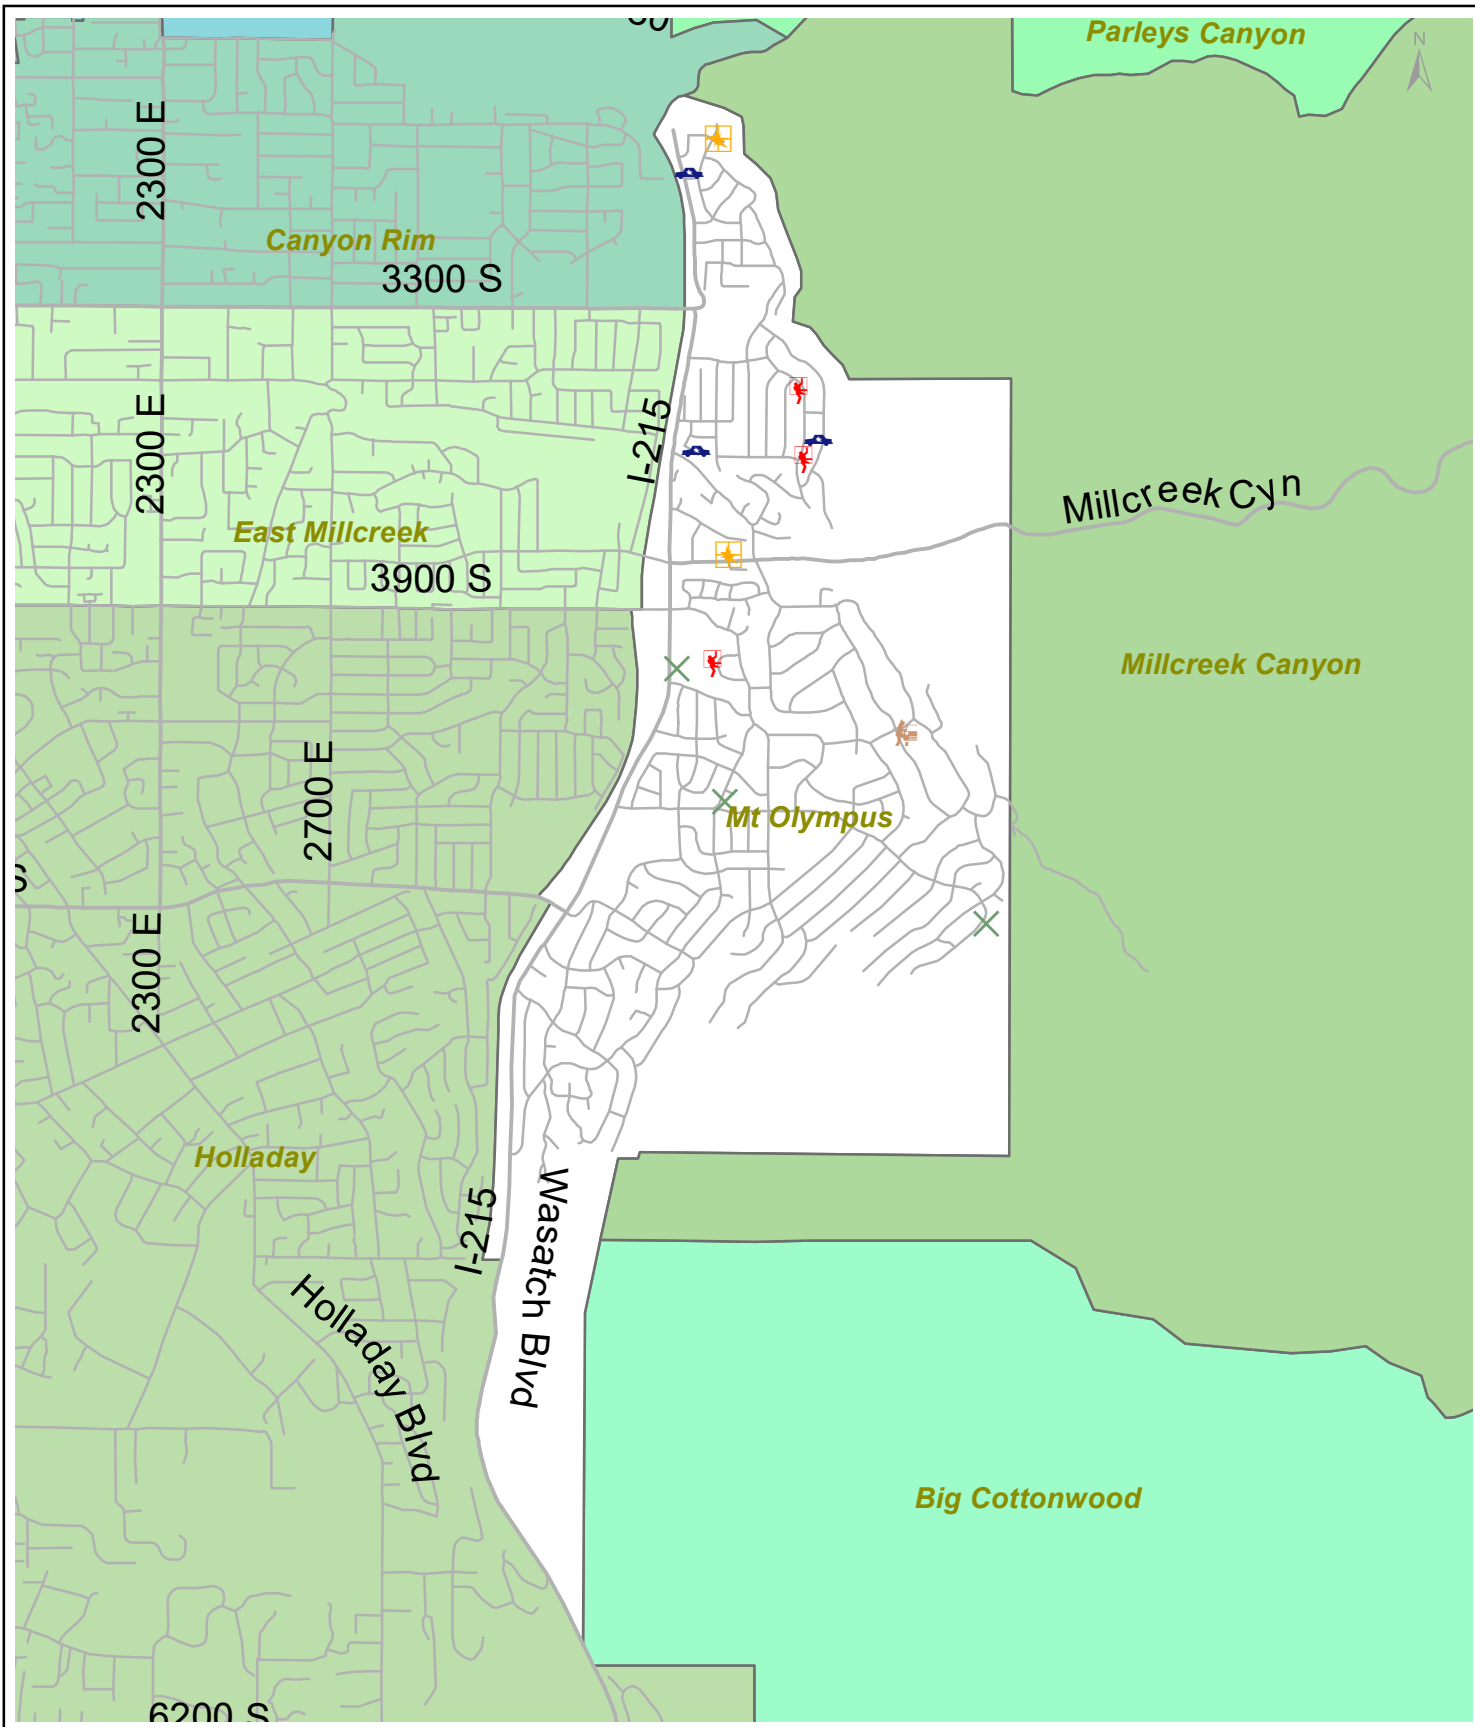 Parleys Canyon
N
2300 E
Canyon Rim
3300 S
I-215
2300 E
Millcreek Cyn
East Millcreek
3900 S
Millcreek Canyon
2700 E
Mt Olympus
S
2300 E
Holladay
I-215
Wasatch Blvd
Holladay Blvd
Big Cottonwood
6200 S